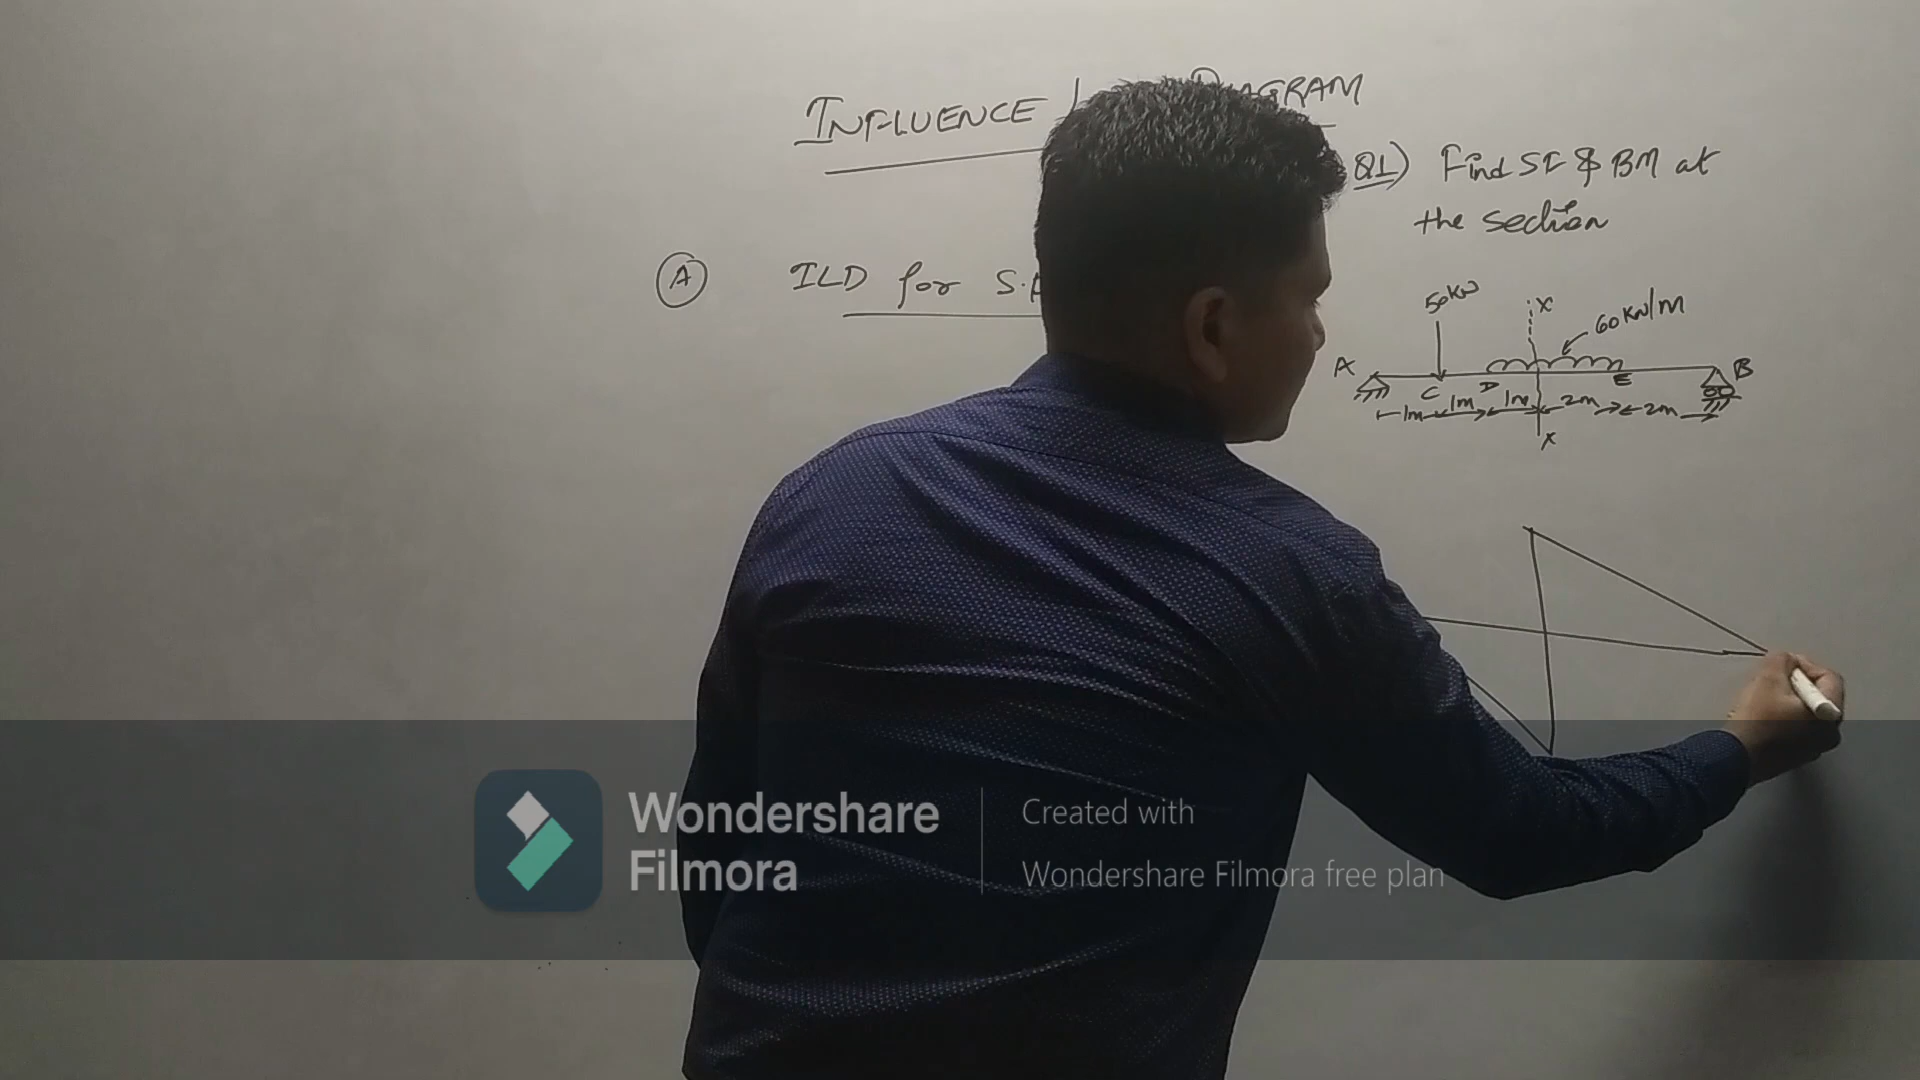 INFLUENCE DIAGRAM
Q1) Find SF & BM at
the section
A ILD for S.F
50KN
X
60KN/M
A
B
C
D
E
1m 1m 1m 2m 2m
X
Wondershare
Filmora
Created with
Wondershare Filmora free plan